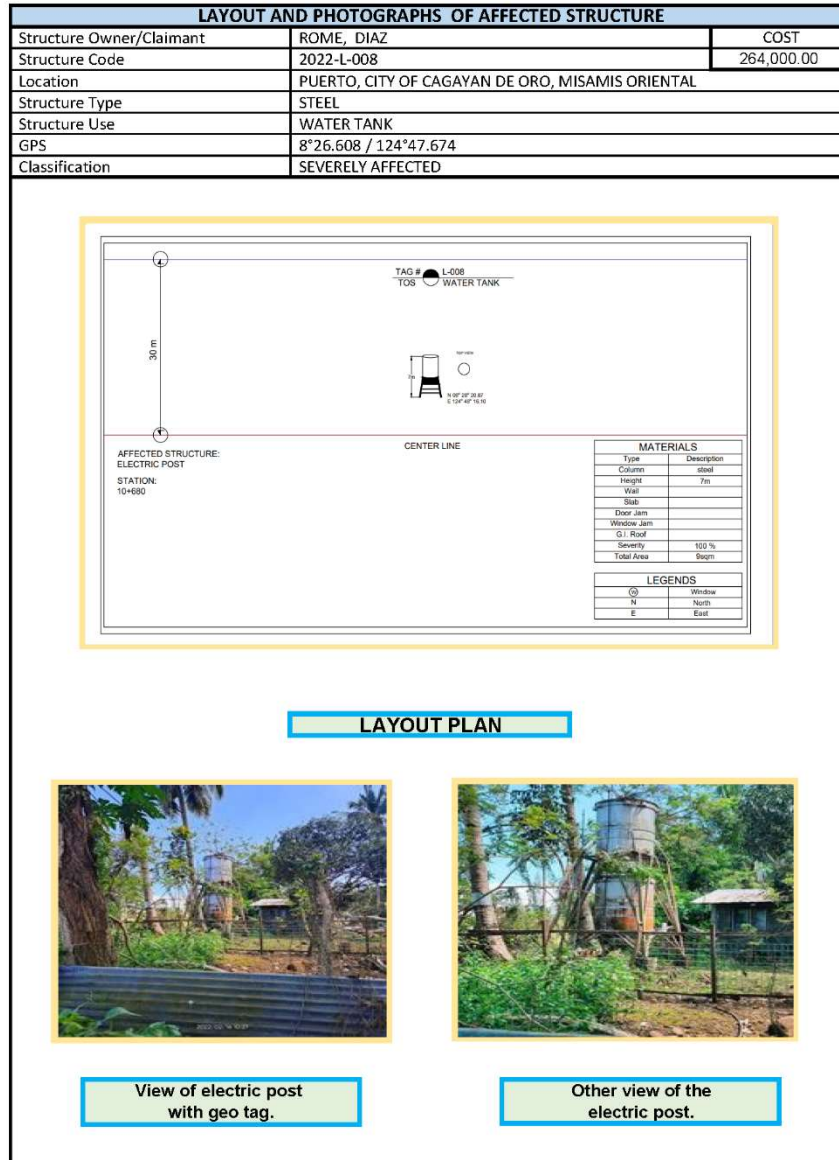 LAYOUT AND PHOTOGRAPHS OF AFFECTED STRUCTURE
Structure Owner/Claimant ROME, DIAZ COST
Structure Code 2022-L-008 264,000.00
Location PUERTO, CITY OF CAGAYAN DE ORO, MISAMIS ORIENTAL
Structure Type STEEL
Structure Use WATER TANK
GPS 8°26.608 / 124°47.674
Classification SEVERELY AFFECTED
TAG # L-008
TOS WATER TANK
30 m
7m
TOP VIEW
CENTER LINE
AFFECTED STRUCTURE:
ELECTRIC POST
STATION:
10+680
MATERIALS
Type Description
Column steel
Height 7m
Wall
Slab
Door Jam
Window Jam
G.I. Roof
Severity 100 %
Total Area 9sqm
LEGENDS
W Window
N North
E East
LAYOUT PLAN
View of electric post
with geo tag.
Other view of the
electric post.